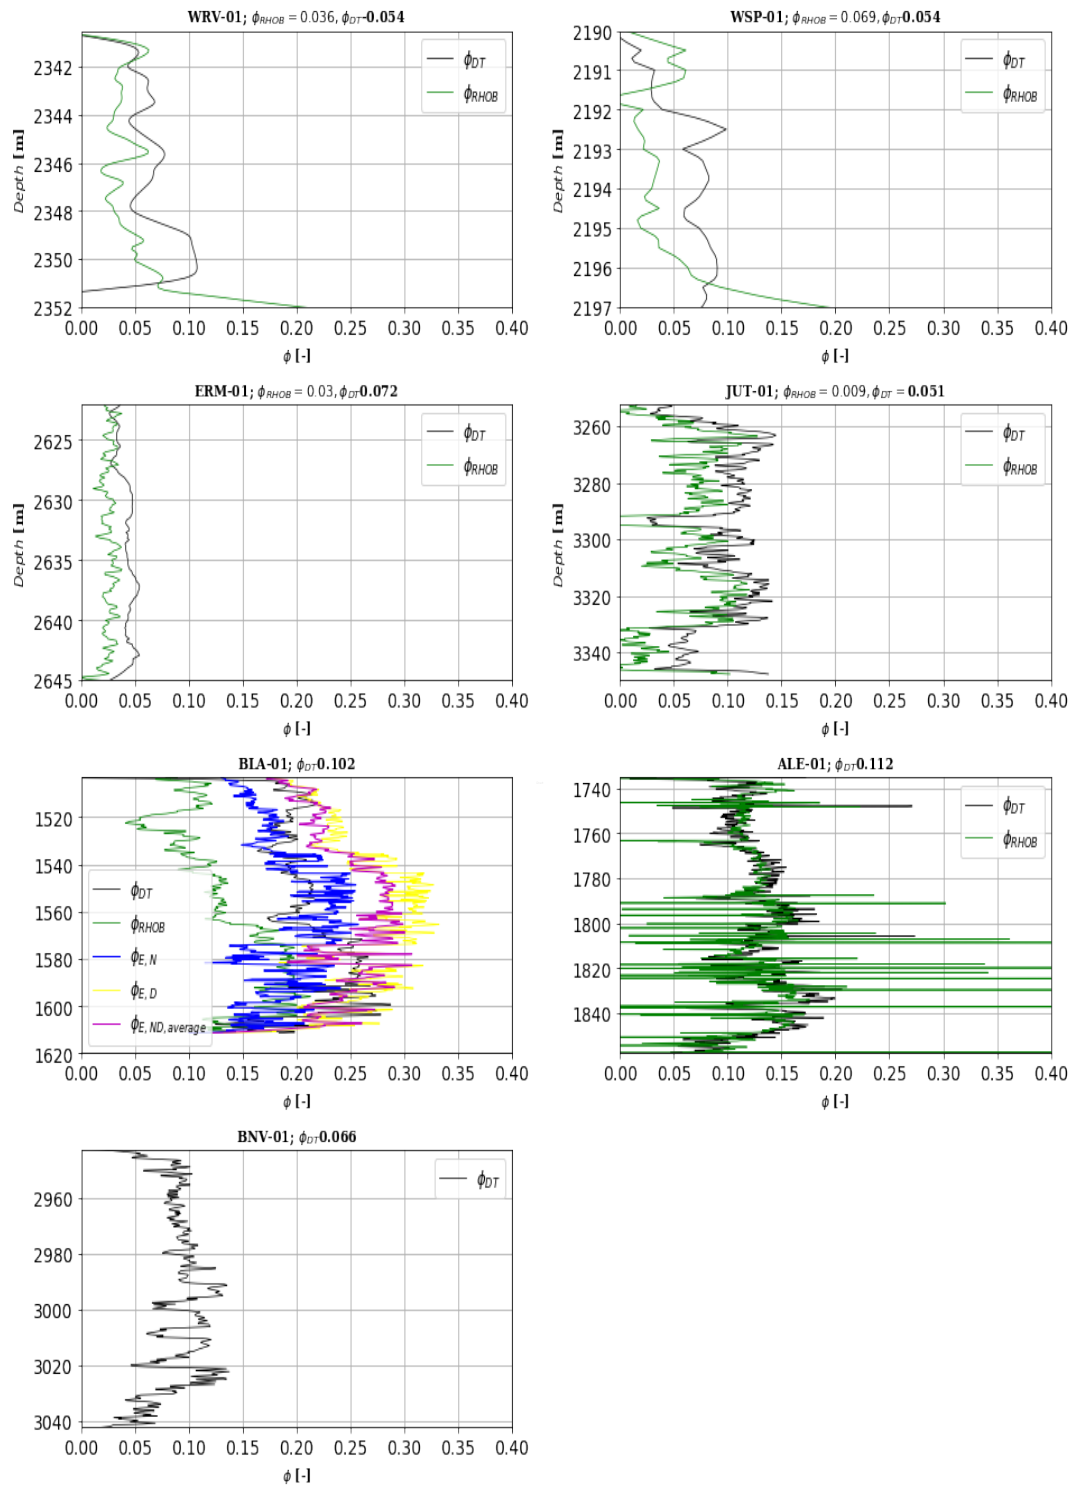 WRV-01; ϕRHOB = 0.036, ϕDT-0.054
Depth [m]
2342
2344
2346
2348
2350
2352
ϕDT
ϕRHOB
0.00 0.05 0.10 0.15 0.20 0.25 0.30 0.35 0.40
ϕ [-]
WSP-01; ϕRHOB = 0.069, ϕDT0.054
Depth [m]
2190
2191
2192
2193
2194
2195
2196
2197
ϕDT
ϕRHOB
0.00 0.05 0.10 0.15 0.20 0.25 0.30 0.35 0.40
ϕ [-]
ERM-01; ϕRHOB = 0.03, ϕDT0.072
Depth [m]
2625
2630
2635
2640
2645
ϕDT
ϕRHOB
0.00 0.05 0.10 0.15 0.20 0.25 0.30 0.35 0.40
ϕ [-]
JUT-01; ϕRHOB = 0.009, ϕDT = 0.051
Depth [m]
3260
3280
3300
3320
3340
ϕDT
ϕRHOB
0.00 0.05 0.10 0.15 0.20 0.25 0.30 0.35 0.40
ϕ [-]
BLA-01; ϕDT0.102
1520
1540
1560
1580
1600
1620
ϕDT
ϕRHOB
ϕE, N
ϕE, D
ϕE, ND, average
0.00 0.05 0.10 0.15 0.20 0.25 0.30 0.35 0.40
ϕ [-]
ALE-01; ϕDT0.112
1740
1760
1780
1800
1820
1840
ϕDT
ϕRHOB
0.00 0.05 0.10 0.15 0.20 0.25 0.30 0.35 0.40
ϕ [-]
BNV-01; ϕDT0.066
2960
2980
3000
3020
3040
ϕDT
0.00 0.05 0.10 0.15 0.20 0.25 0.30 0.35 0.40
ϕ [-]